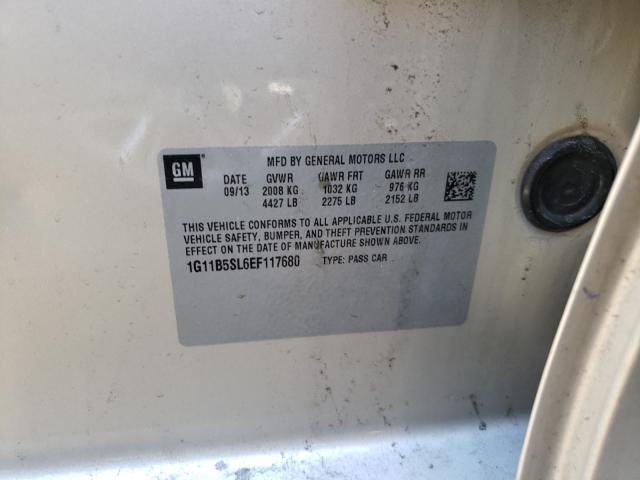 GM
MFD BY GENERAL MOTORS LLC
DATE GVWR GAWR FRT GAWR RR
09/13 2008 KG 1032 KG 976 KG
4427 LB 2275 LB 2152 LB
THIS VEHICLE CONFORMS TO ALL APPLICABLE U.S. FEDERAL MOTOR
VEHICLE SAFETY, BUMPER, AND THEFT PREVENTION STANDARDS IN
EFFECT ON THE DATE OF MANUFACTURE SHOWN ABOVE.
1G11B5SL6EF117680 TYPE: PASS CAR